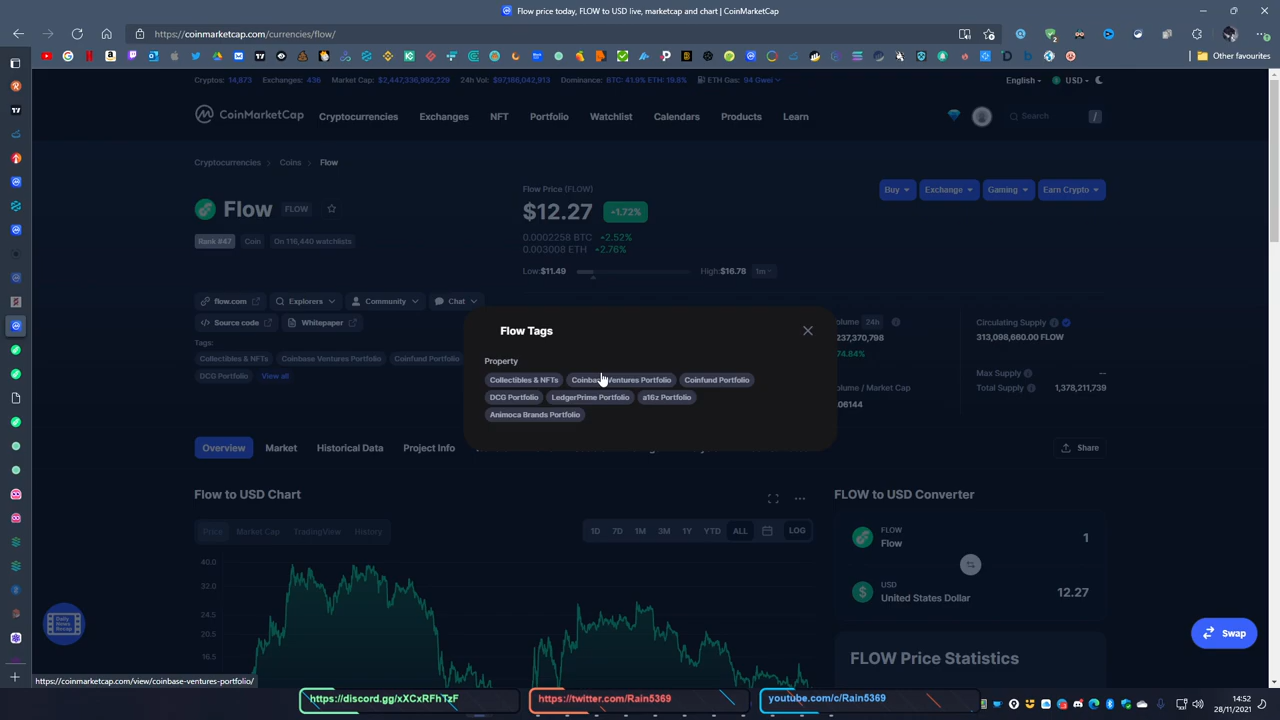 today, FLOW to USD live, marketcap and chart | CoinMarketCap
https://coinmarketcap.com/currencies/flow/
Other favourites
Cryptos: 14,873 Exchanges: 436 Market Cap: $2,447,336,992,229 24h Vol: $97,186,042,913 Dominance: BTC: 41.9% ETH: 19.8% ETH Gas: 94 Gwei
English USD
CoinMarketCap Cryptocurrencies Exchanges NFT Portfolio Watchlist Calendars Products Learn Search /
Cryptocurrencies > Coins > Flow
Flow Price (FLOW)
Buy Exchange Gaming Earn Crypto
Flow FLOW
$12.27 -1.72%
Rank #47 Coin On 116,440 watchlists
0.0002258 BTC +2.52%
0.003008 ETH +2.76%
Low:$11.49 High:$16.78 1m
flow.com Explorers Community Chat
Source code Whitepaper
Tags:
Collectibles & NFTs Coinbase Ventures Portfolio Coinfund Portfolio
DCG Portfolio View all
Flow Tags
Property
Collectibles & NFTs Coinbase Ventures Portfolio Coinfund Portfolio
DCG Portfolio LedgerPrime Portfolio a16z Portfolio
Animoca Brands Portfolio
olume 24h
237,370,798
74.84%
olume / Market Cap
06144
Circulating Supply
313,098,660.00 FLOW
Max Supply --
Total Supply 1,378,211,739
Overview Market Historical Data Project Info
Share
Flow to USD Chart
Price Market Cap TradingView History
1D 7D 1M 3M 1Y YTD ALL LOG
40.0
32.0
24.5
20.5
16.5
FLOW to USD Converter
FLOW
Flow 1
USD
United States Dollar 12.27
FLOW Price Statistics
Daily News Recap
Swap
https://coinmarketcap.com/view/coinbase-ventures-portfolio/
https://discord.gg/xXCxRFhTzF
https://twitter.com/Rain5369
youtube.com/c/Rain5369
14:52
28/11/2021